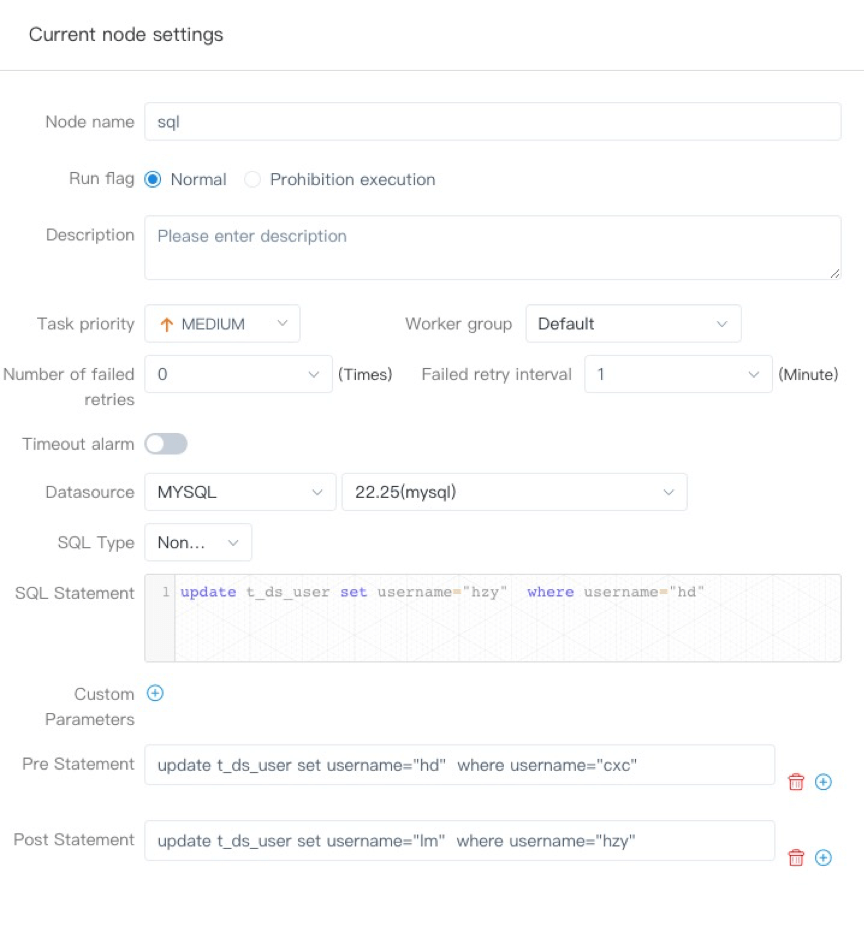 Current node settings
Node name sql
Run flag Normal Prohibition execution
Description Please enter description
Task priority MEDIUM Worker group Default
Number of failed retries 0 (Times) Failed retry interval 1 (Minute)
Timeout alarm
Datasource MYSQL 22.25(mysql)
SQL Type Non...
SQL Statement 1 update t_ds_user set username="hzy"  where username="hd"
Custom
Parameters
Pre Statement update t_ds_user set username="hd"  where username="cxc"
Post Statement update t_ds_user set username="lm"  where username="hzy"